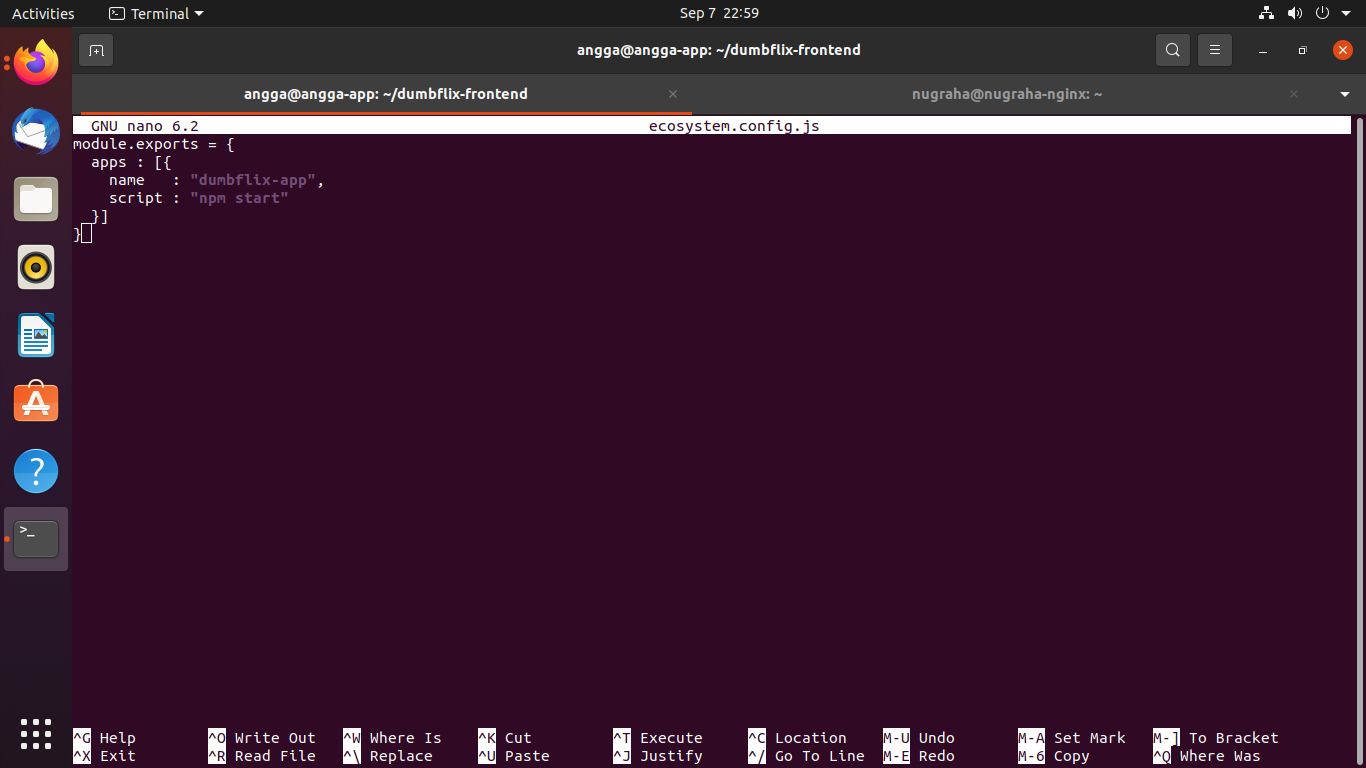 Activities Terminal Sep 7 22:59
angga@angga-app: ~/dumbflix-frontend
angga@angga-app: ~/dumbflix-frontend nugraha@nugraha-nginx: ~
GNU nano 6.2 ecosystem.config.js
module.exports = {
  apps : [{
    name   : "dumbflix-app",
    script : "npm start"
  }]
}
^G Help ^O Write Out ^W Where Is ^K Cut ^T Execute ^C Location M-U Undo M-A Set Mark M-] To Bracket
^X Exit ^R Read File ^\ Replace ^U Paste ^J Justify ^/ Go To Line M-E Redo M-6 Copy ^Q Where Was